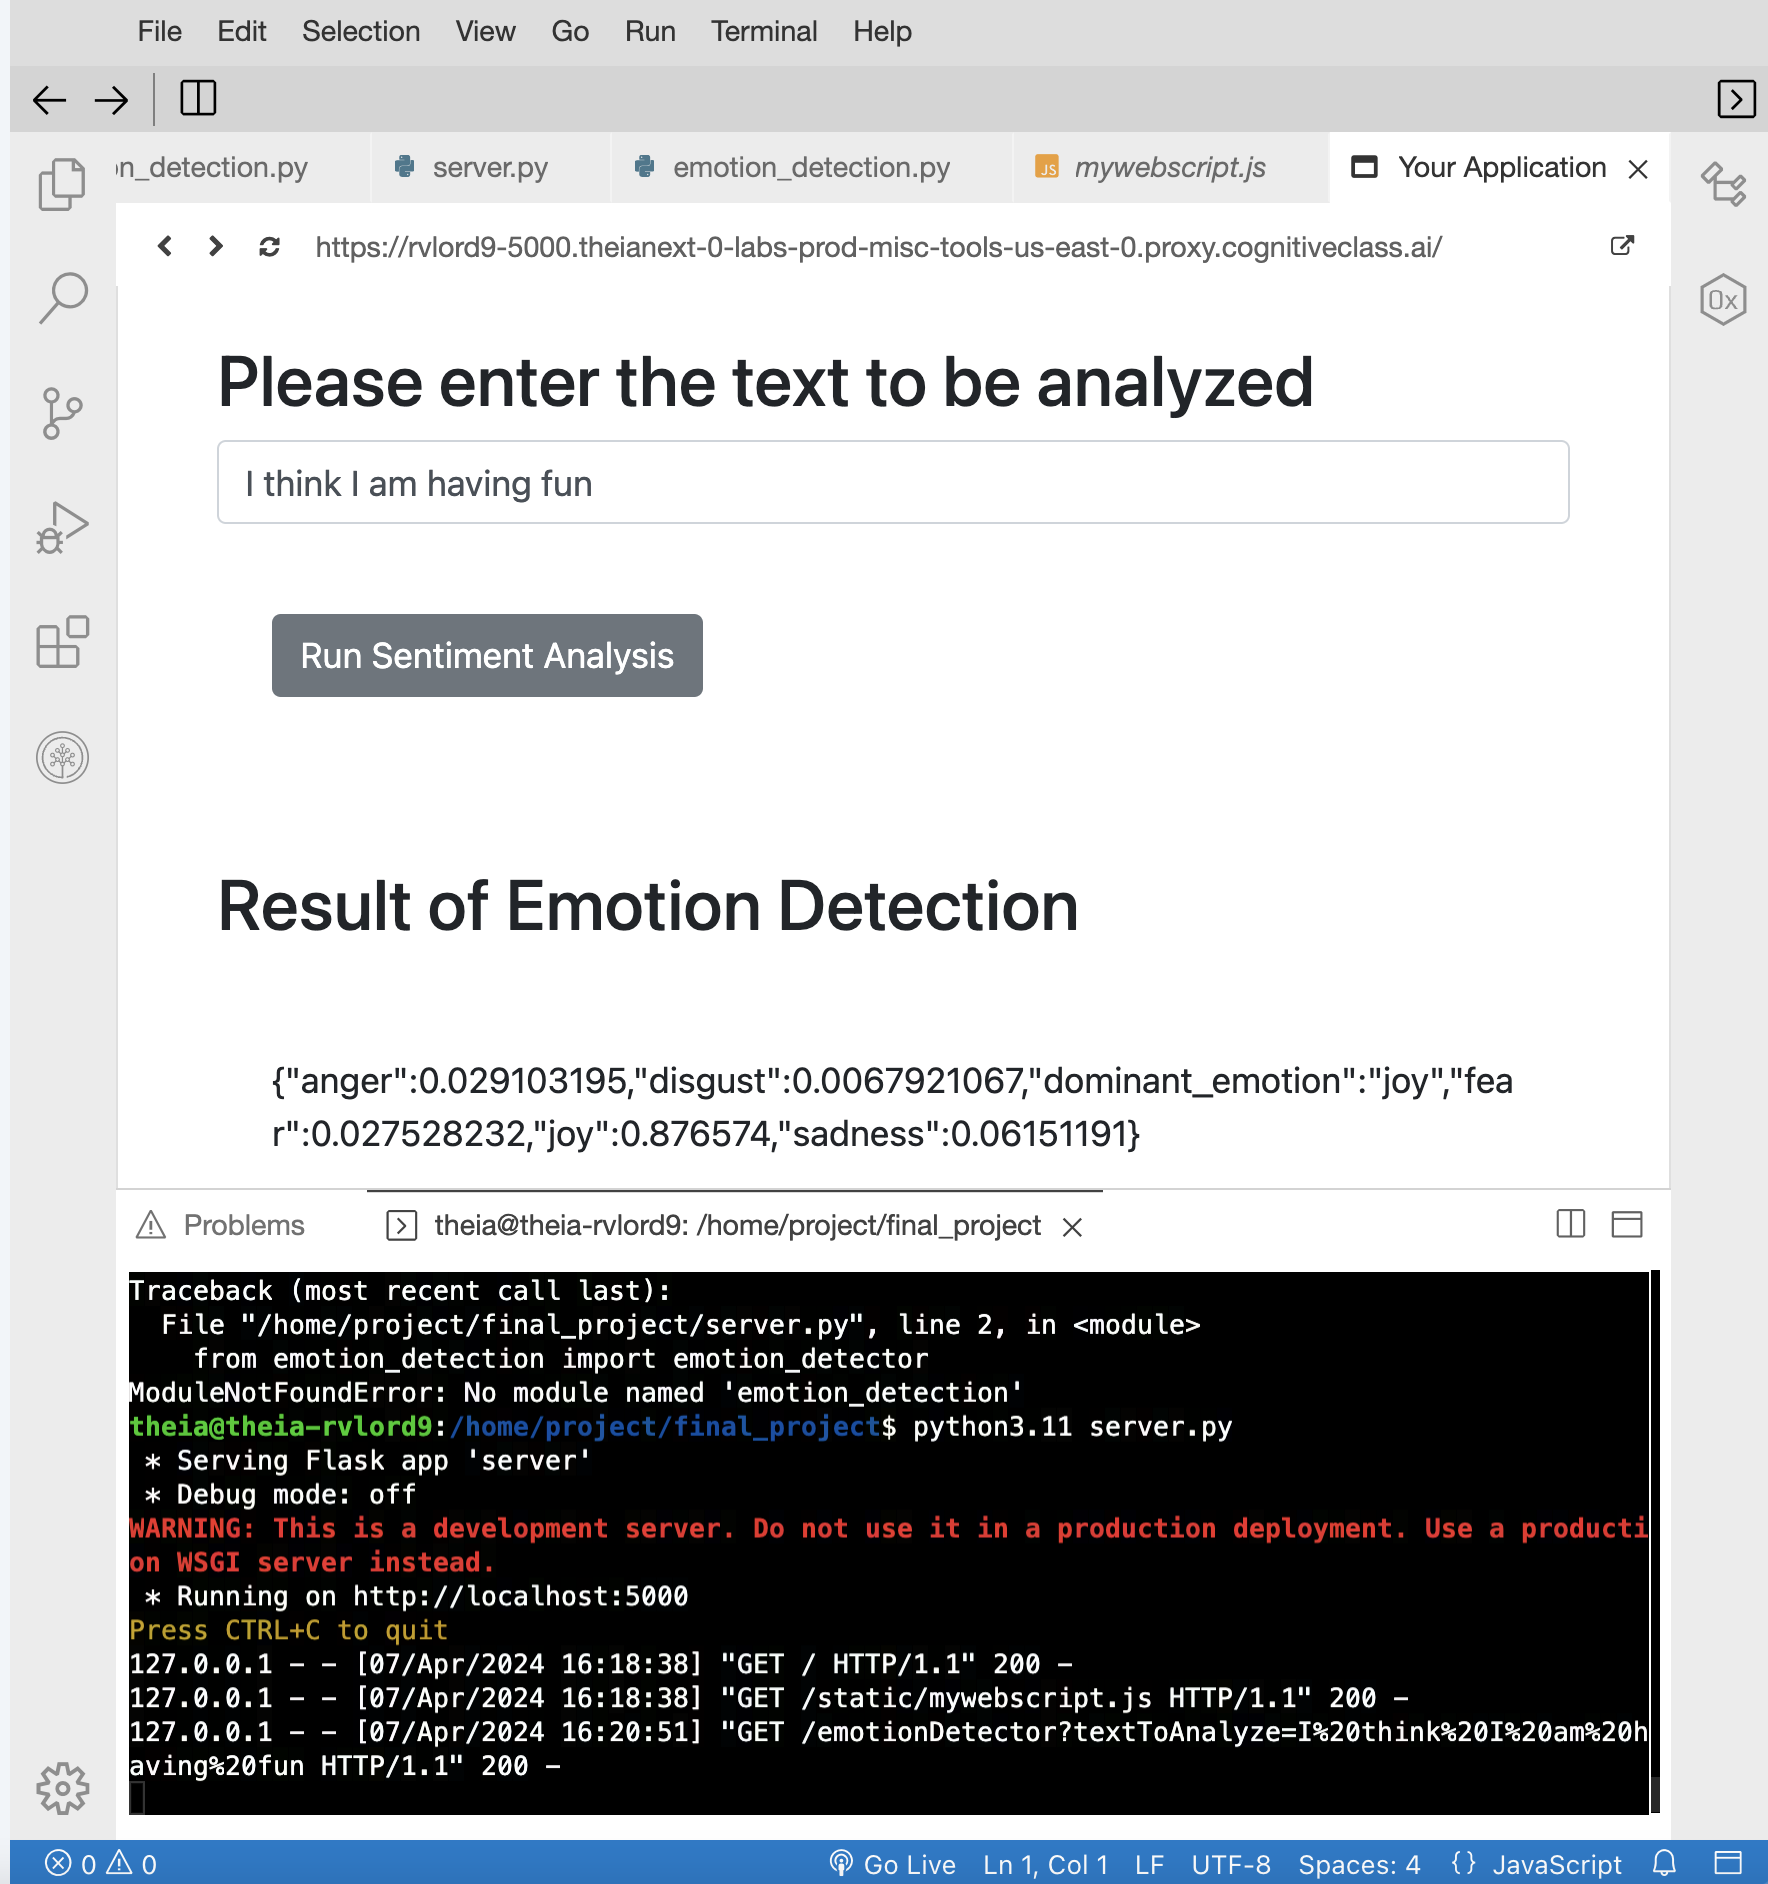 File Edit Selection View Go Run Terminal Help
n_detection.py server.py emotion_detection.py JS mywebscript.js Your Application
https://rvlord9-5000.theianext-0-labs-prod-misc-tools-us-east-0.proxy.cognitiveclass.ai/
0x
Please enter the text to be analyzed
I think I am having fun
Run Sentiment Analysis
Result of Emotion Detection
{"anger":0.029103195,"disgust":0.0067921067,"dominant_emotion":"joy","fea
r":0.027528232,"joy":0.876574,"sadness":0.06151191}
Problems theia@theia-rvlord9: /home/project/final_project
Traceback (most recent call last):
  File "/home/project/final_project/server.py", line 2, in <module>
    from emotion_detection import emotion_detector
ModuleNotFoundError: No module named 'emotion_detection'
theia@theia-rvlord9:/home/project/final_project$ python3.11 server.py
 * Serving Flask app 'server'
 * Debug mode: off
WARNING: This is a development server. Do not use it in a production deployment. Use a producti
on WSGI server instead.
 * Running on http://localhost:5000
Press CTRL+C to quit
127.0.0.1 - - [07/Apr/2024 16:18:38] "GET / HTTP/1.1" 200 -
127.0.0.1 - - [07/Apr/2024 16:18:38] "GET /static/mywebscript.js HTTP/1.1" 200 -
127.0.0.1 - - [07/Apr/2024 16:20:51] "GET /emotionDetector?textToAnalyze=I%20think%20I%20am%20h
aving%20fun HTTP/1.1" 200 -
0 0 Go Live Ln 1, Col 1 LF UTF-8 Spaces: 4 {} JavaScript